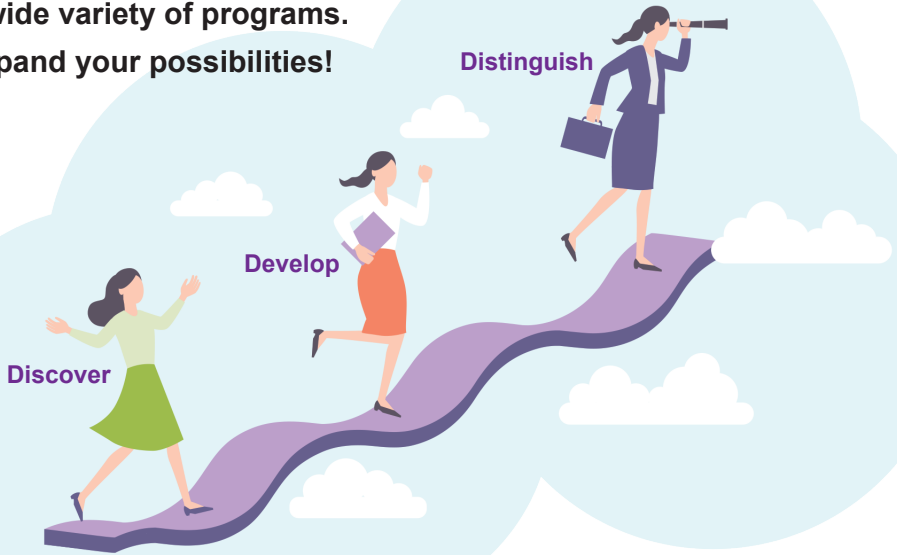 wide variety of programs.
pand your possibilities!
Distinguish
Develop
Discover